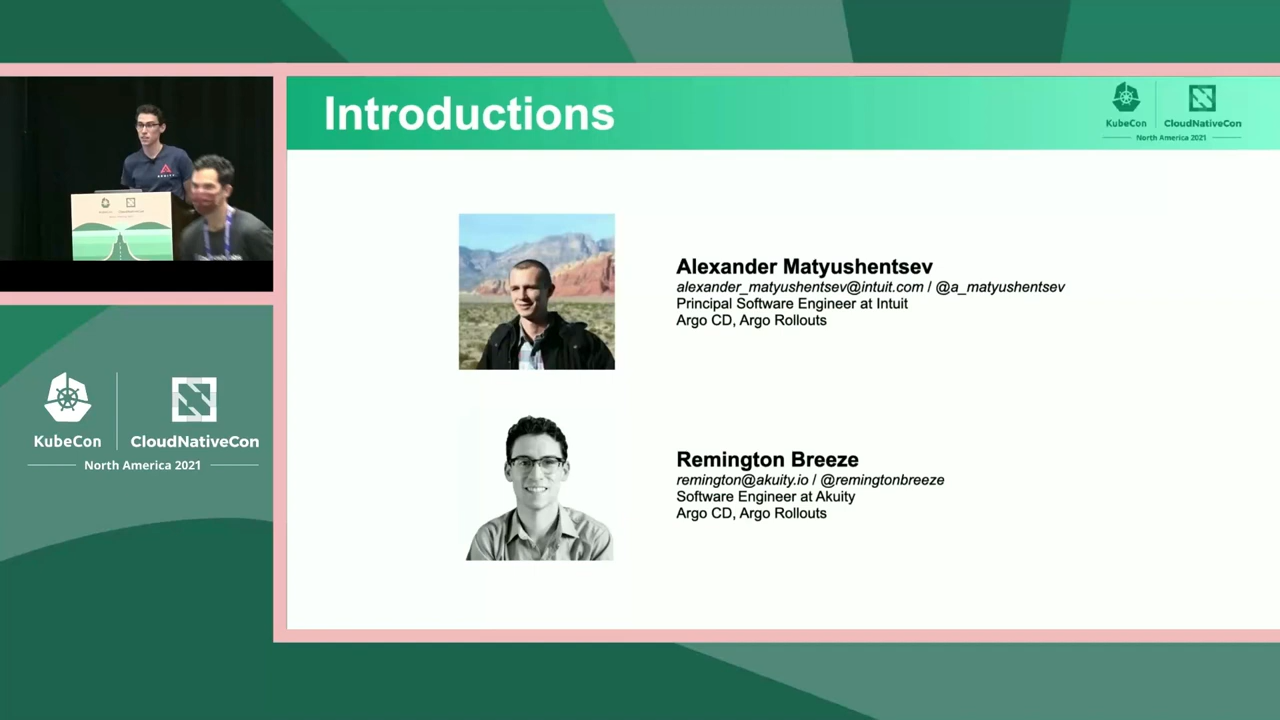 Introductions
KubeCon
CloudNativeCon
North America 2021
Alexander Matyushentsev
alexander_matyushentsev@intuit.com / @a_matyushentsev
Principal Software Engineer at Intuit
Argo CD, Argo Rollouts
Remington Breeze
remington@akuity.io / @remingtonbreeze
Software Engineer at Akuity
Argo CD, Argo Rollouts
KubeCon
CloudNativeCon
North America 2021